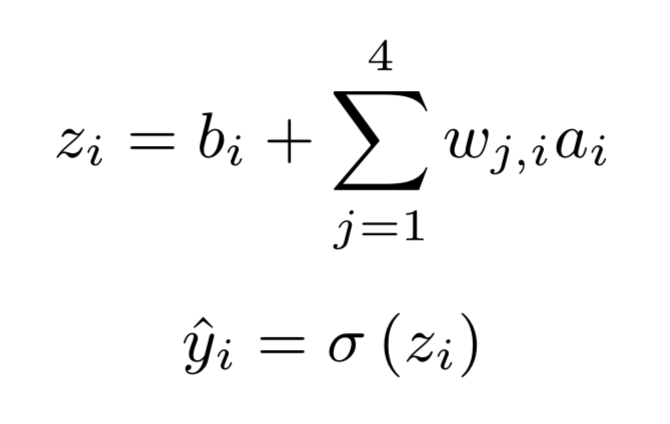 z_i = b_i + \sum_{j=1}^{4} w_{j,i} a_i
\hat{y}_i = \sigma(z_i)